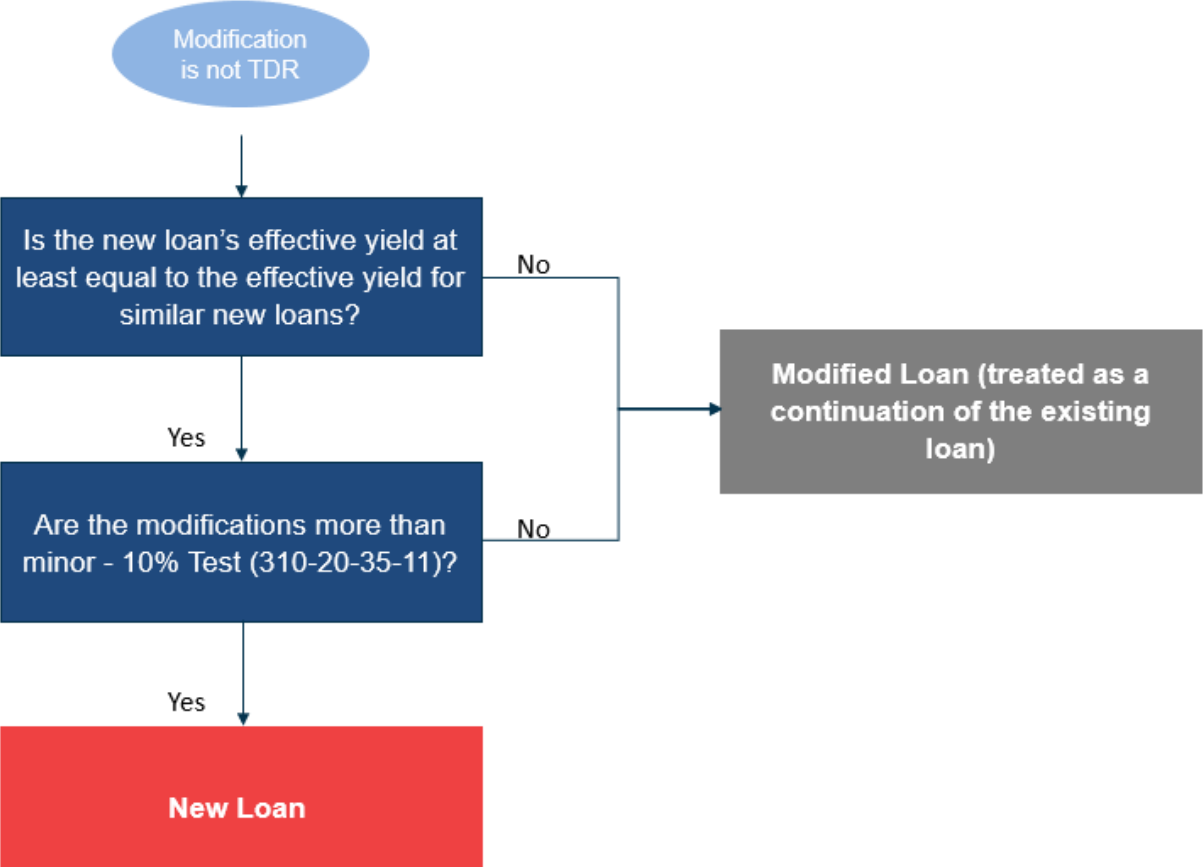 Modification
is not TDR
Is the new loan’s effective yield at
least equal to the effective yield for
similar new loans?
No
Yes
Modified Loan (treated as a
continuation of the existing
loan)
Are the modifications more than
minor - 10% Test (310-20-35-11)?
No
Yes
New Loan